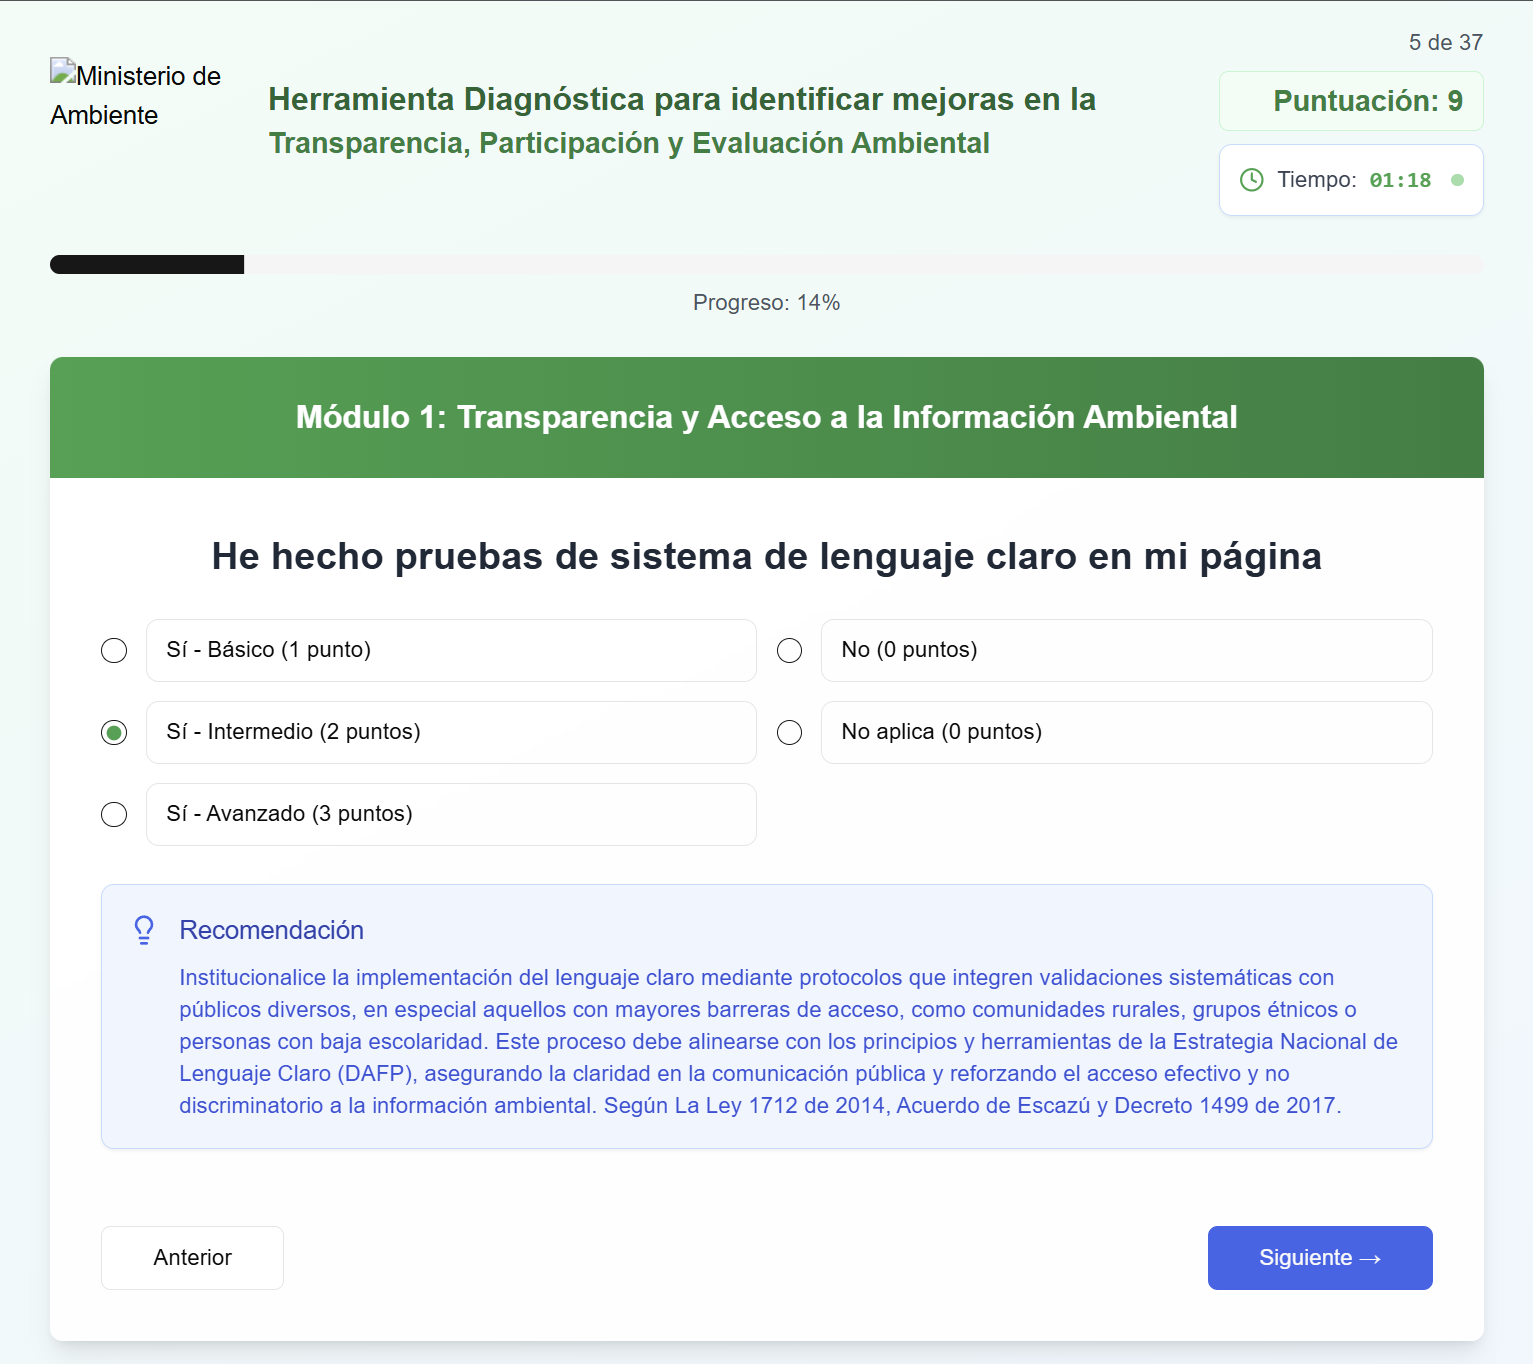 5 de 37
Ministerio de
Ambiente
Herramienta Diagnóstica para identificar mejoras en la
Transparencia, Participación y Evaluación Ambiental
Puntuación: 9
Tiempo: 01:18
Progreso: 14%
Módulo 1: Transparencia y Acceso a la Información Ambiental
He hecho pruebas de sistema de lenguaje claro en mi página
Sí - Básico (1 punto)
No (0 puntos)
Sí - Intermedio (2 puntos)
No aplica (0 puntos)
Sí - Avanzado (3 puntos)
Recomendación
Institucionalice la implementación del lenguaje claro mediante protocolos que integren validaciones sistemáticas con
públicos diversos, en especial aquellos con mayores barreras de acceso, como comunidades rurales, grupos étnicos o
personas con baja escolaridad. Este proceso debe alinearse con los principios y herramientas de la Estrategia Nacional de
Lenguaje Claro (DAFP), asegurando la claridad en la comunicación pública y reforzando el acceso efectivo y no
discriminatorio a la información ambiental. Según La Ley 1712 de 2014, Acuerdo de Escazú y Decreto 1499 de 2017.
Anterior
Siguiente →